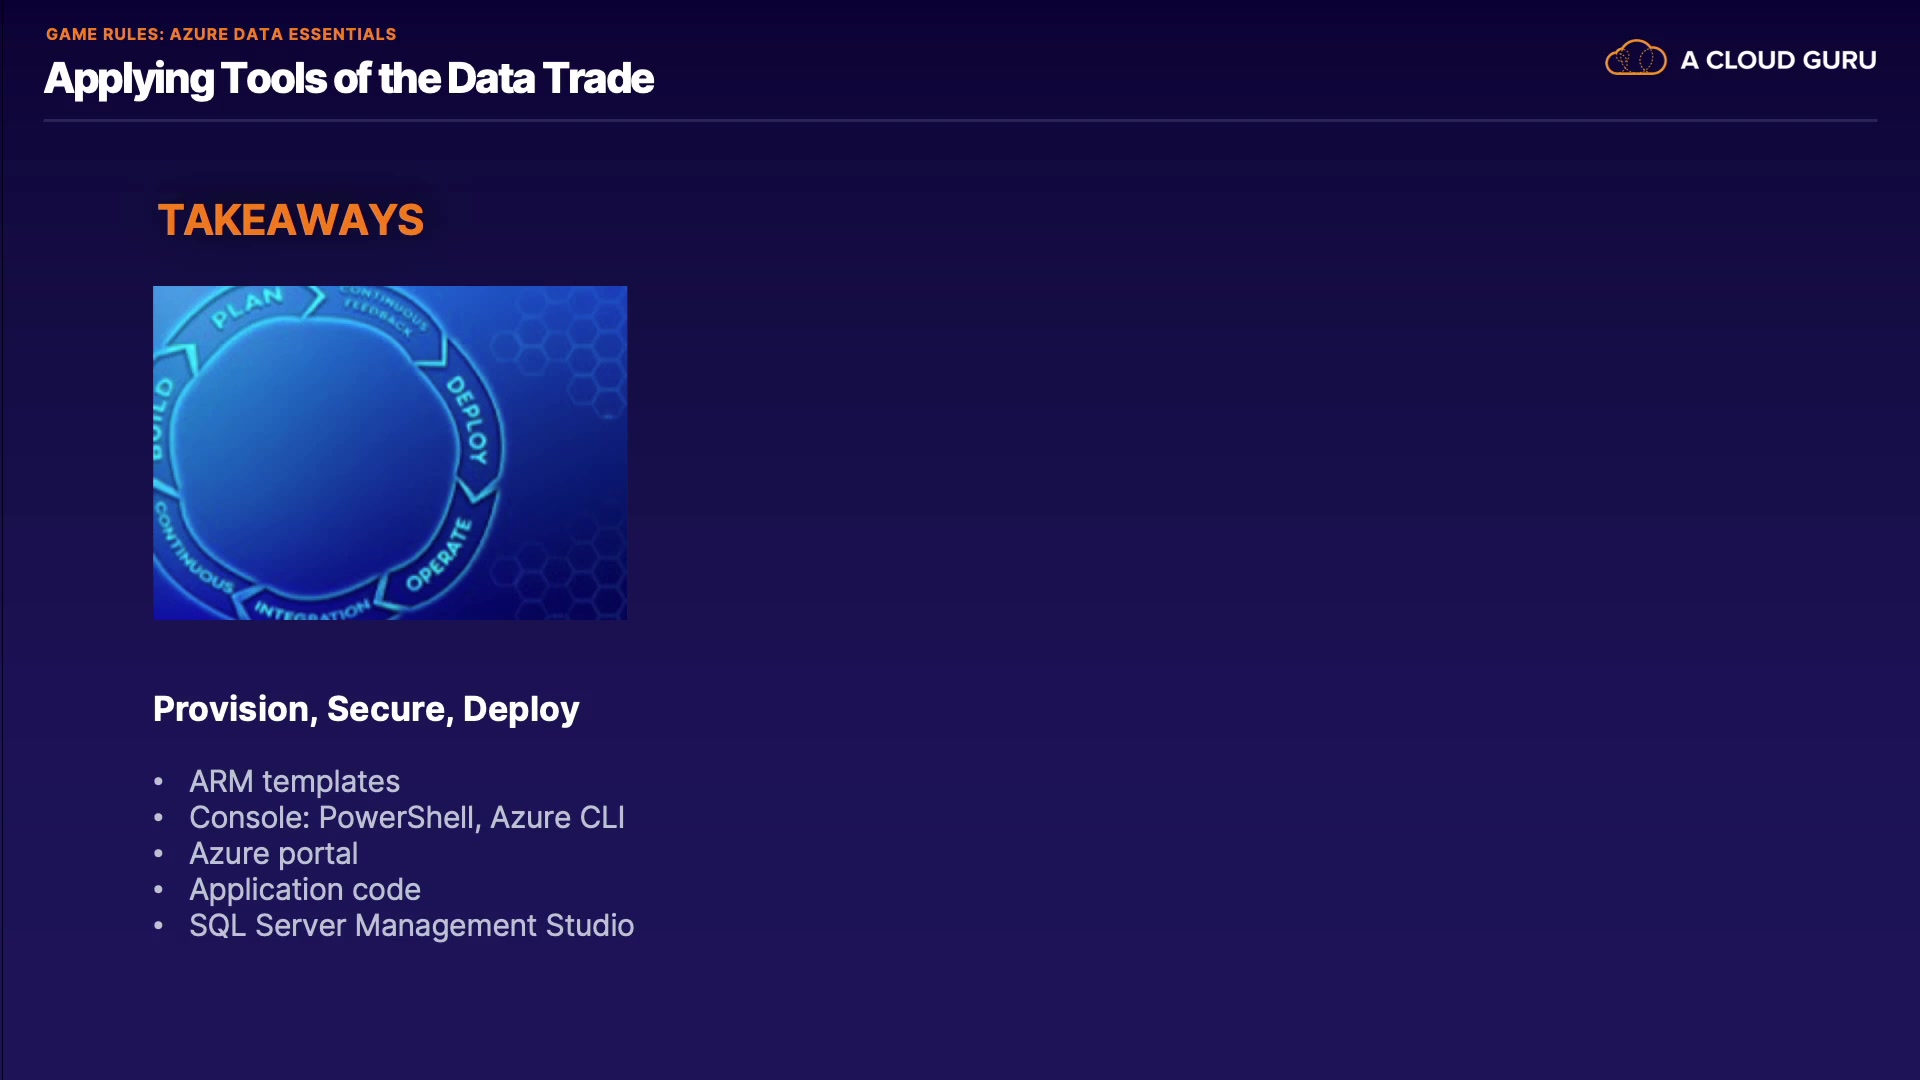 GAME RULES: AZURE DATA ESSENTIALS
Applying Tools of the Data Trade
A CLOUD GURU
TAKEAWAYS
PLAN
CONTINUOUS
FEEDBACK
DEPLOY
OPERATE
INTEGRATION
CONTINUOUS
BUILD
Provision, Secure, Deploy
• ARM templates
• Console: PowerShell, Azure CLI
• Azure portal
• Application code
• SQL Server Management Studio